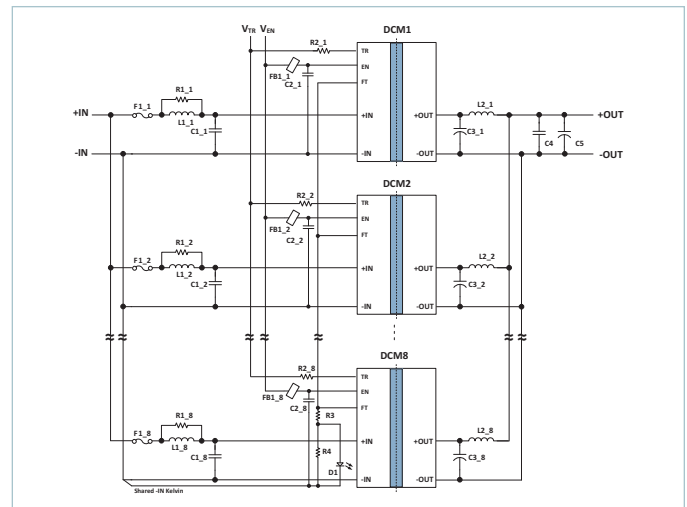 V_TR V_EN
DCM1
R2_1
TR
EN
FB1_1
C2_1
FT
R1_1
+IN
F1_1
L1_1
C1_1
+IN
+OUT
L2_1
C3_1
C4
C5
+OUT
-IN
-IN
-OUT
-OUT
DCM2
R2_2
TR
EN
FB1_2
C2_2
FT
R1_2
F1_2
L1_2
C1_2
+IN
+OUT
L2_2
C3_2
-IN
-OUT
DCM8
R2_8
TR
EN
FB1_8
C2_8
FT
R3
R1_8
F1_8
L1_8
C1_8
+IN
+OUT
L2_8
C3_8
R4
D1
-IN
-OUT
Shared -IN Kelvin